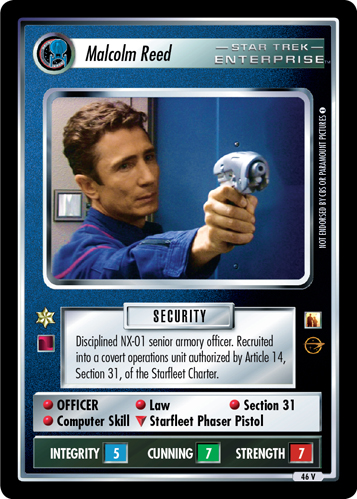 Malcolm Reed
STAR TREK
ENTERPRISE™
NOT ENDORSED BY CBS OR PARAMOUNT PICTURES
SECURITY
Disciplined NX-01 senior armory officer. Recruited
into a covert operations unit authorized by Article 14,
Section 31, of the Starfleet Charter.
OFFICER Law Section 31
Computer Skill Starfleet Phaser Pistol
INTEGRITY 5 CUNNING 7 STRENGTH 7
46 V